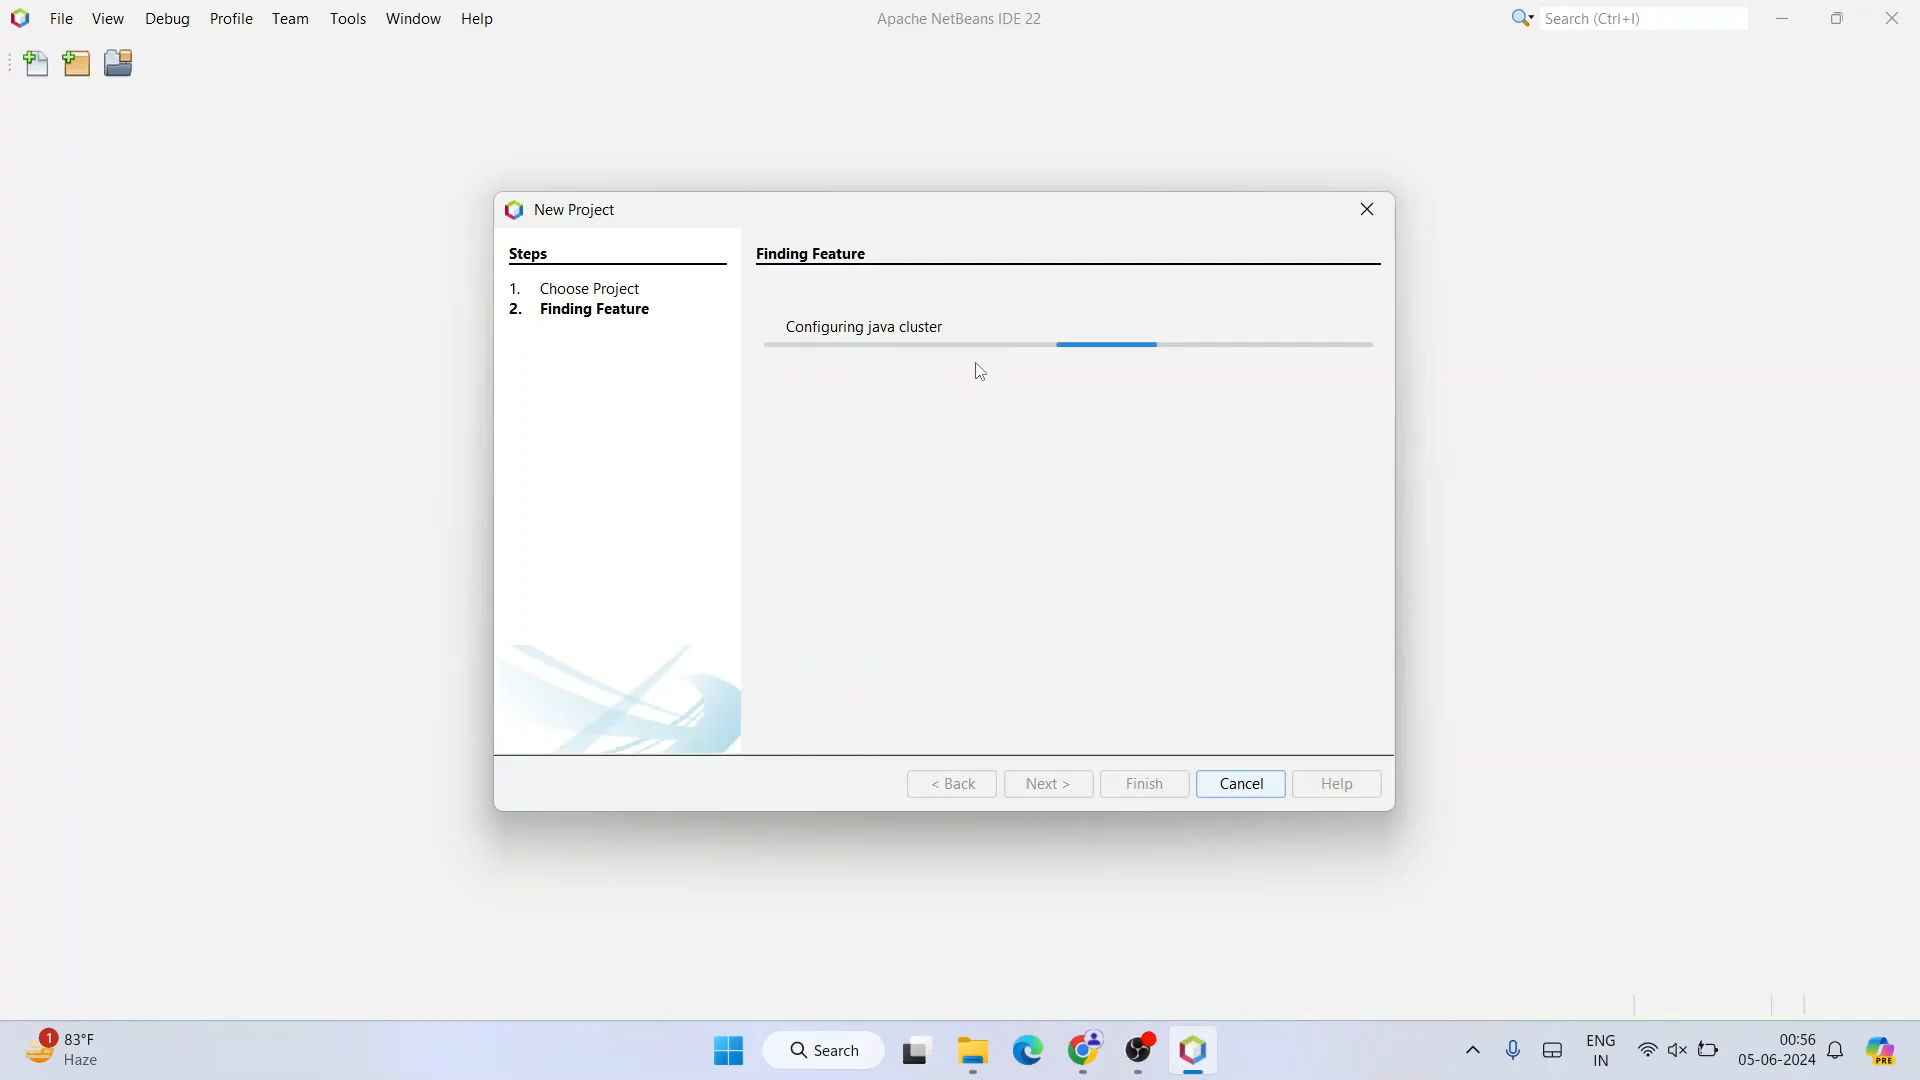 File View Debug Profile Team Tools Window Help
Apache NetBeans IDE 22
Search (Ctrl+I)
New Project
Steps
1. Choose Project
2. Finding Feature
Finding Feature
Configuring java cluster
< Back Next > Finish Cancel Help
1
83°F
Haze
Search
ENG
IN
00:56
05-06-2024
PRE